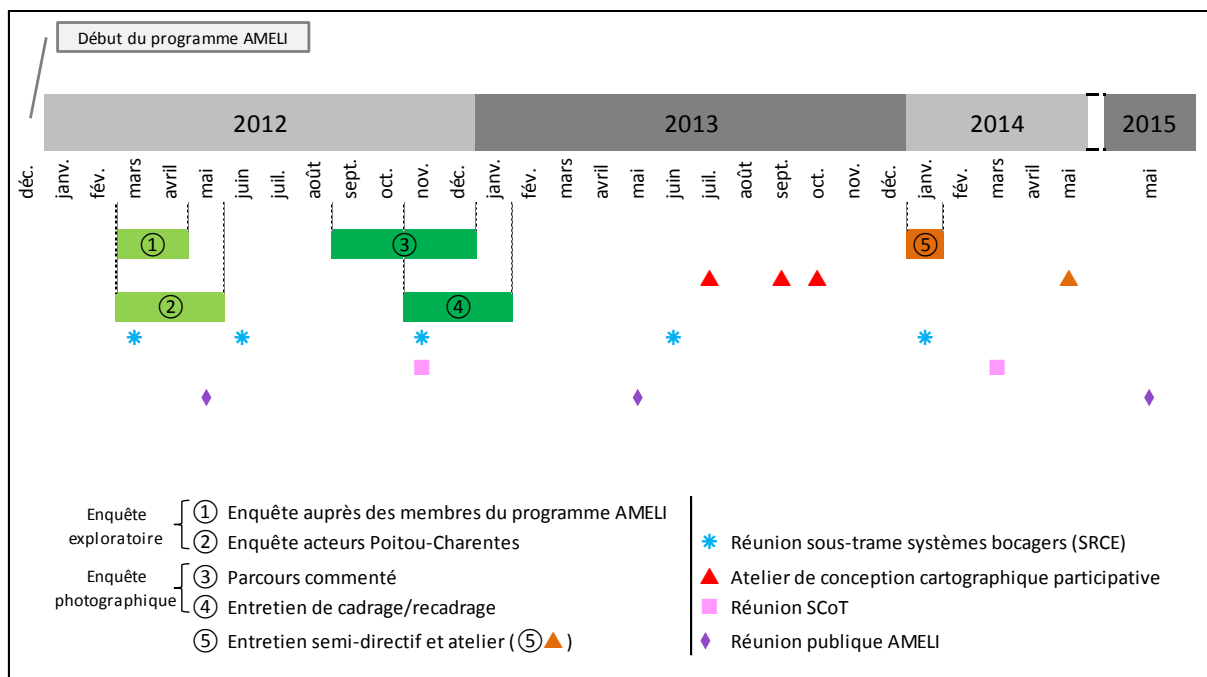 Début du programme AMELI
2012 2013 2014 2015
déc. janv. fév. mars avril mai juin juil. août sept. oct. nov. déc. janv. fév. mars avril mai juin juil. août sept. oct. nov. déc. janv. fév. mars avril mai mai
① ③ ⑤
② ④
Enquête exploratoire
① Enquête auprès des membres du programme AMELI
② Enquête acteurs Poitou-Charentes
Enquête photographique
③ Parcours commenté
④ Entretien de cadrage/recadrage
⑤ Entretien semi-directif et atelier (⑤▲)
Réunion sous-trame systèmes bocagers (SRCE)
Atelier de conception cartographique participative
Réunion SCoT
Réunion publique AMELI